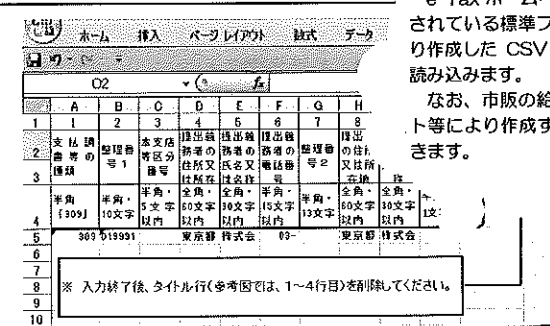 されている標準フ
り作成した CSV
読み込みます。
なお、市販の給
ト等により作成す
きます。
ホーム 挿入 ページレイアウト 数式 データ
O2
A B C D E F G H
1 1 2 3 4 5 6 7 8
2 支払調書等の種類 整理番号1 本支店等区分番号 提出義務者の住所又は所在 提出義務者の氏名又は名称 提出義務者の電話番号 整理番号2 提出の住所又は所在地
3
4 半角「309」 半角・10文字 半角・5文字以内 全角・60文字以内 全角・30文字以内 半角・15文字以内 半角・13文字 全角・60文字以内 全角・30文字以内
5 309 東京都 株式会 03- 東京都 株式会
6
7
8 ※ 入力終了後、タイトル行(参考図では、1~4行目)を削除してください。
9
10